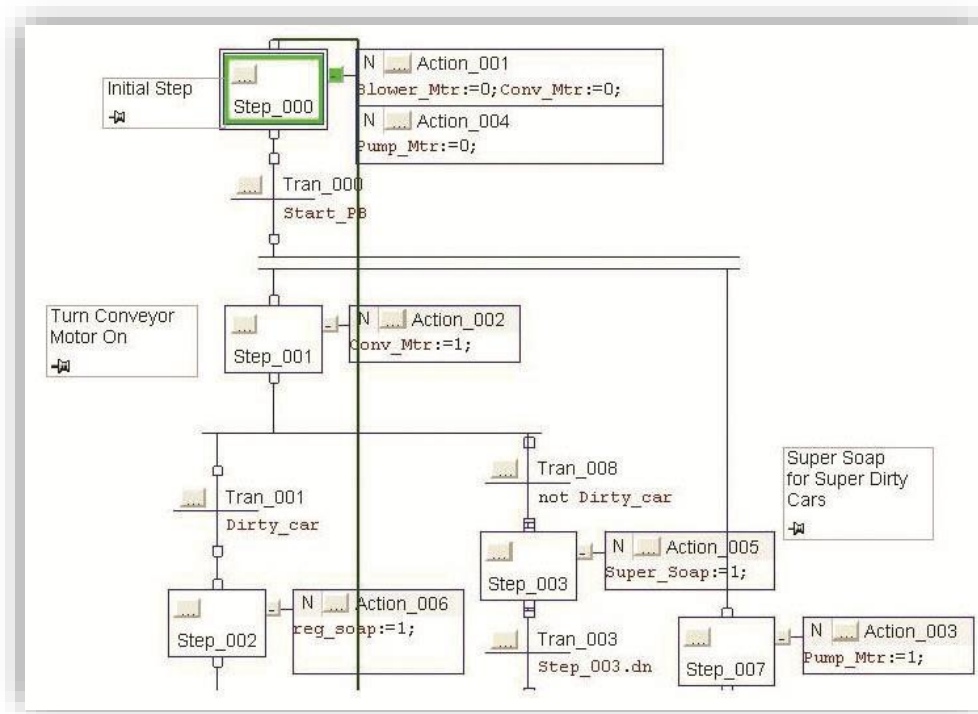 N ... Action_001
Initial Step
... Step_000
Blower_Mtr:=0;Conv_Mtr:=0;
N ... Action_004
Pump_Mtr:=0;
... Tran_000
Start_PB
Turn Conveyor
Motor On
... Step_001
N ... Action_002
Conv_Mtr:=1;
... Tran_001
Dirty_car
... Tran_008
not Dirty_car
Super Soap
for Super Dirty
Cars
... Step_003
N ... Action_005
Super_Soap:=1;
... Step_002
N ... Action_006
reg_soap:=1;
... Tran_003
Step_003.dn
... Step_007
N ... Action_003
Pump_Mtr:=1;